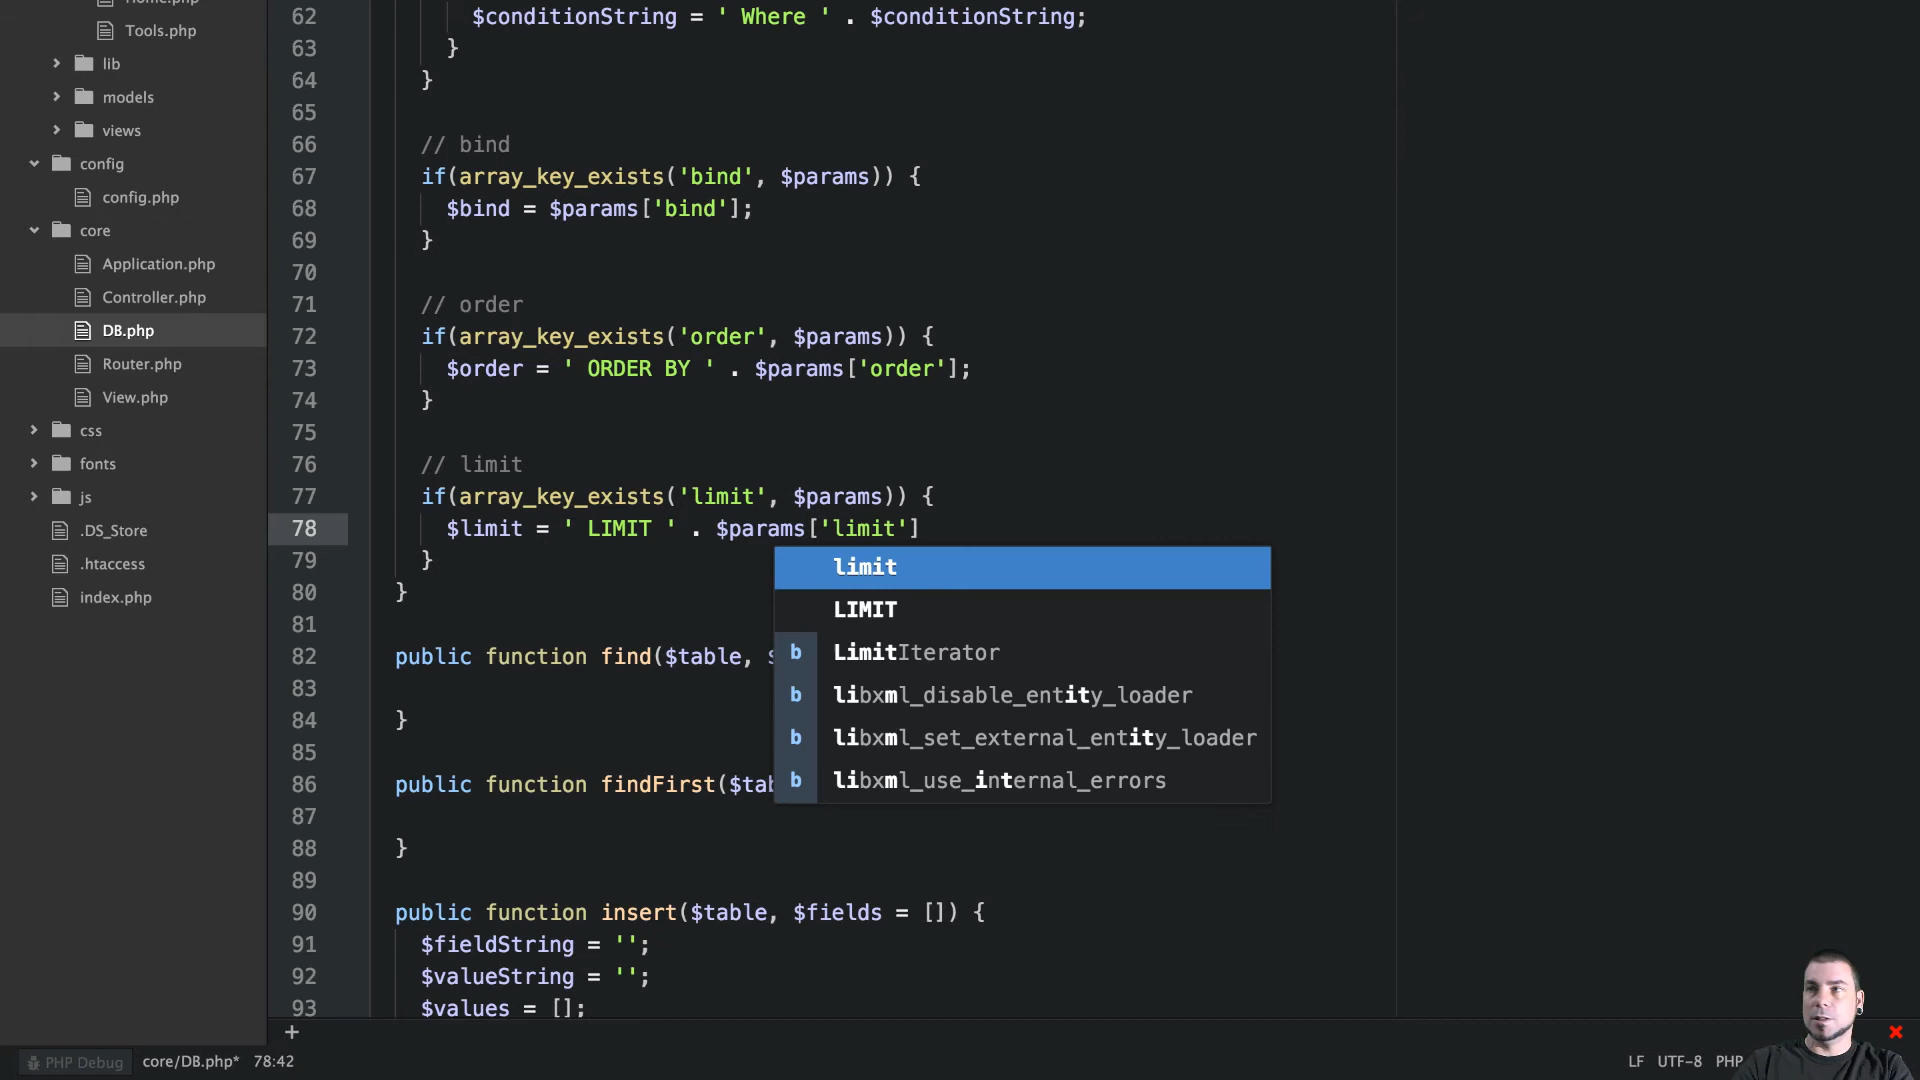 Home.php
Tools.php
lib
models
views
config
config.php
core
Application.php
Controller.php
DB.php
Router.php
View.php
css
fonts
js
.DS_Store
.htaccess
index.php
62 $conditionString = ' Where ' . $conditionString;
63 }
64 }
65
66 // bind
67 if(array_key_exists('bind', $params)) {
68 $bind = $params['bind'];
69 }
70
71 // order
72 if(array_key_exists('order', $params)) {
73 $order = ' ORDER BY ' . $params['order'];
74 }
75
76 // limit
77 if(array_key_exists('limit', $params)) {
78 $limit = ' LIMIT ' . $params['limit']
79 }
80 }
81
82 public function find($table, $
83
84 }
85
86 public function findFirst($tab
87
88 }
89
90 public function insert($table, $fields = []) {
91 $fieldString = '';
92 $valueString = '';
93 $values = [];
limit
LIMIT
b LimitIterator
b libxml_disable_entity_loader
b libxml_set_external_entity_loader
b libxml_use_internal_errors
+
PHP Debug core/DB.php* 78:42 LF UTF-8 PHP